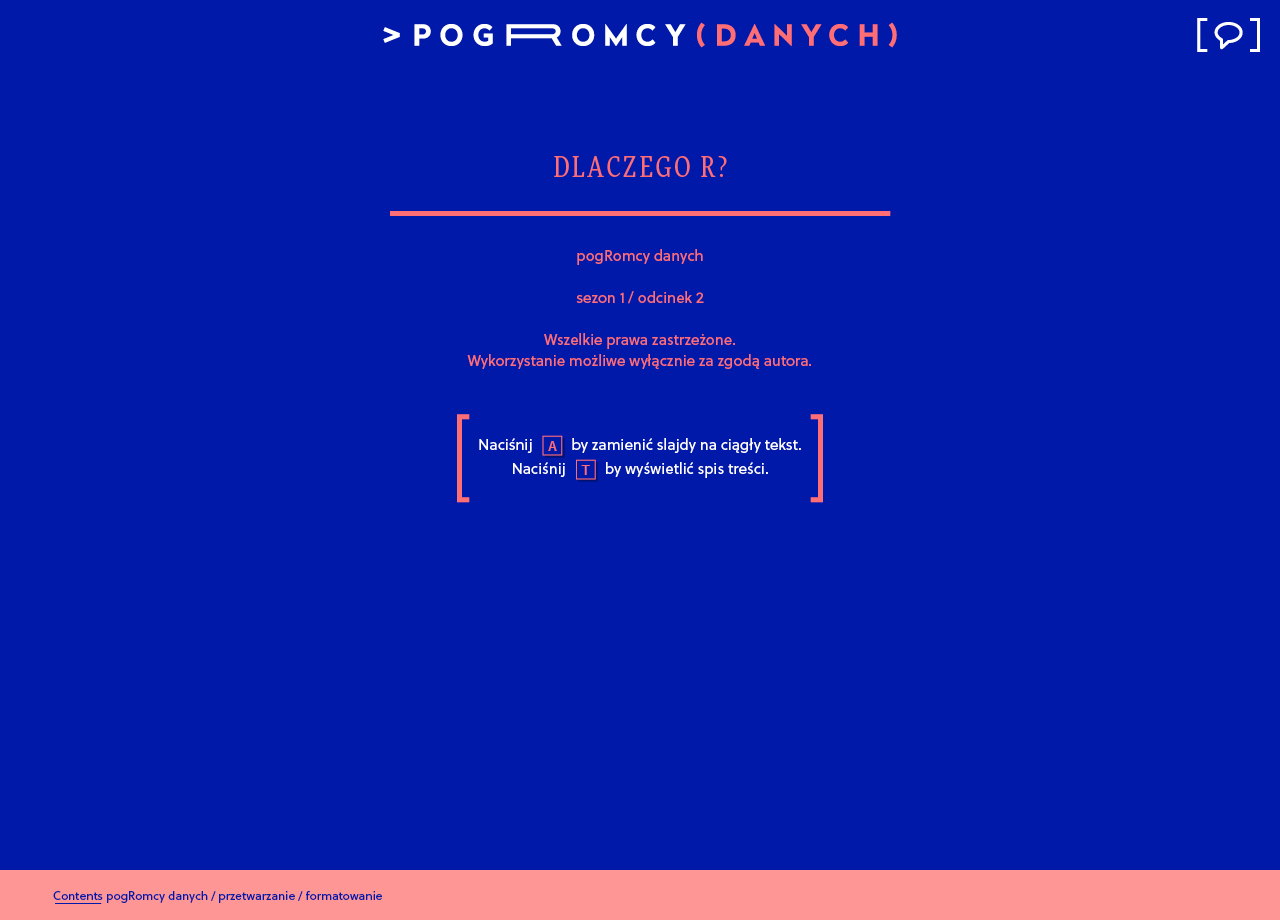 >POGROMCY(DANYCH)
DLACZEGO R?
pogRomcy danych
sezon 1 / odcinek 2
Wszelkie prawa zastrzeżone.
Wykorzystanie możliwe wyłącznie za zgodą autora.
Naciśnij A by zamienić slajdy na ciągły tekst.
Naciśnij T by wyświetlić spis treści.
Contents pogRomcy danych / przetwarzanie / formatowanie